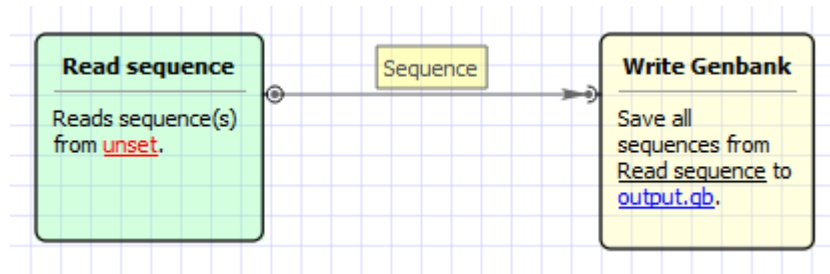 Read sequence
Reads sequence(s)
from unset.
Sequence
Write Genbank
Save all
sequences from
Read sequence to
output.gb.